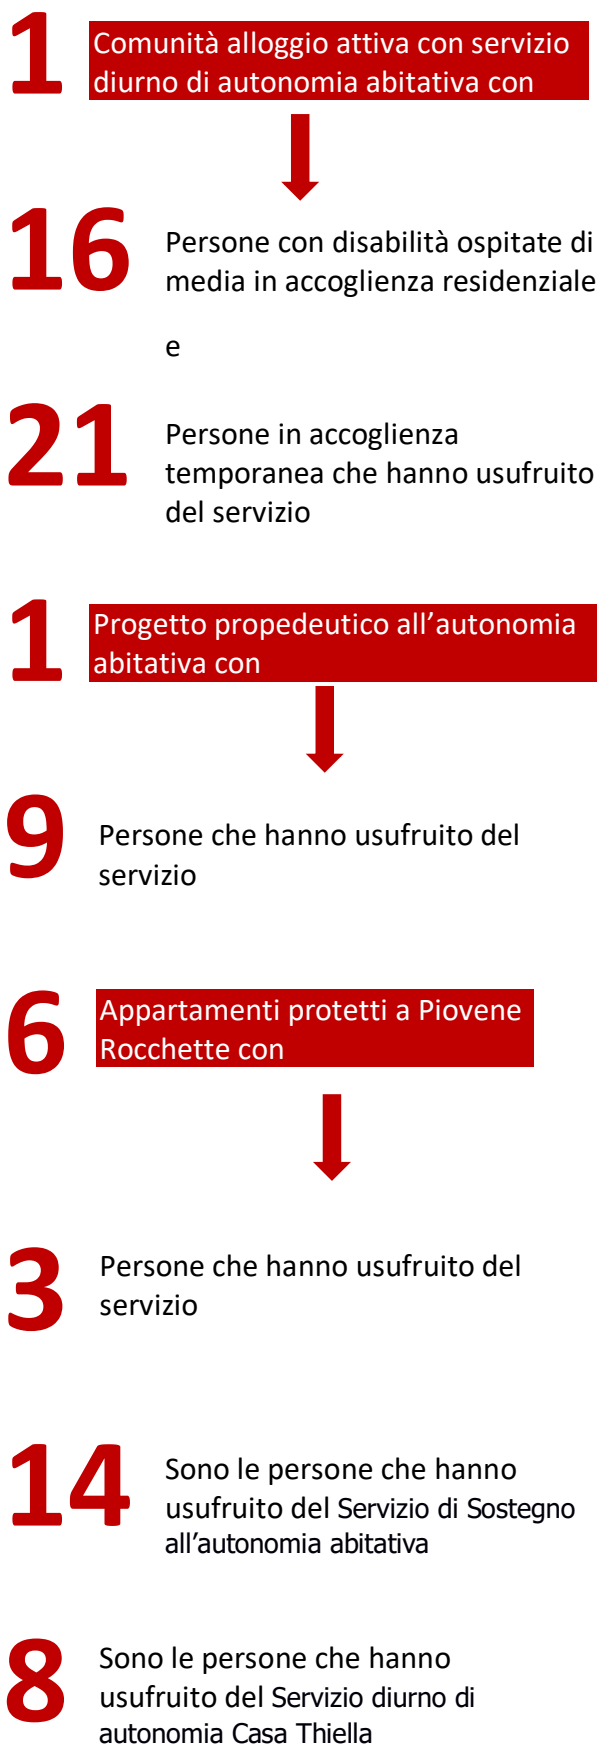 1
Comunità alloggio attiva con servizio
diurno di autonomia abitativa con
16
Persone con disabilità ospitate di
media in accoglienza residenziale
e
21
Persone in accoglienza
temporanea che hanno usufruito
del servizio
1
Progetto propedeutico all’autonomia
abitativa con
9
Persone che hanno usufruito del
servizio
6
Appartamenti protetti a Piovene
Rocchette con
3
Persone che hanno usufruito del
servizio
14
Sono le persone che hanno
usufruito del Servizio di Sostegno
all’autonomia abitativa
8
Sono le persone che hanno
usufruito del Servizio diurno di
autonomia Casa Thiella